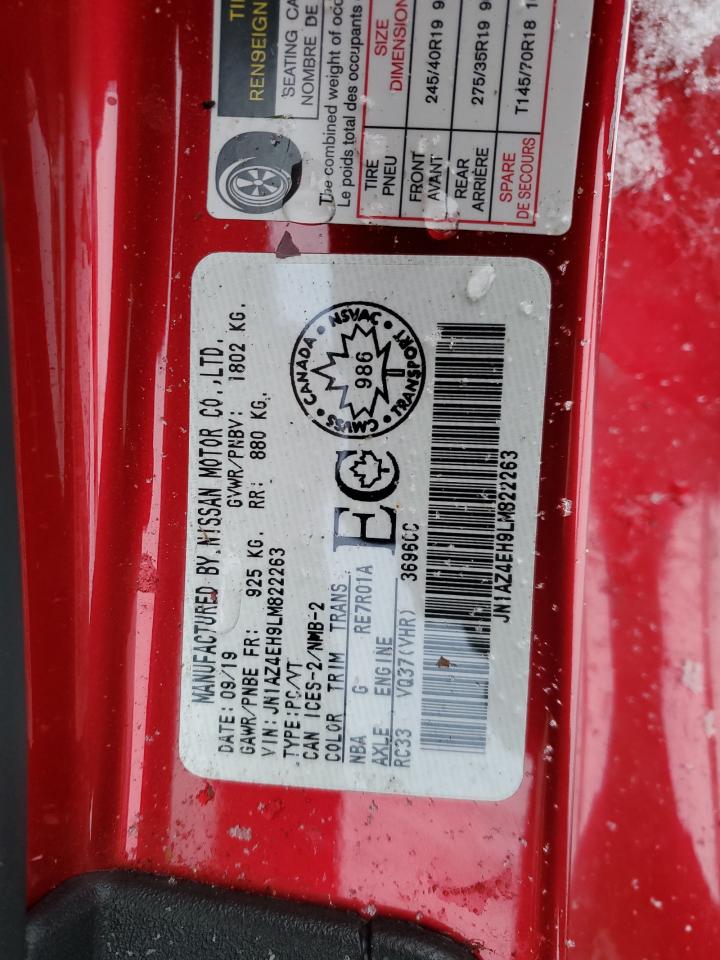 RENSEIGN
SEATING CA
NOMBRE DE
The combined weight of occ
Le poids total des occupants
TIRE
PNEU
SIZE
DIMENSION
FRONT
AVANT
245/40R19 9
REAR
ARRIÈRE
275/35R19 9
SPARE
DE SECOURS
T145/70R18 1
MANUFACTURED BY NISSAN MOTOR CO.,LTD.
DATE: 09/19 GVWR/PNBV: 1802 KG.
GAWR/PNBE FR: 925 KG. RR: 880 KG.
VIN: JN1AZ4EH9LM822263
TYPE:PC/VT
CAN ICES-2/NMB-2
COLOR TRIM TRANS
NBA G RE7R01A
AXLE ENGINE
RC33 VQ37(VHR) 3696CC
EC
CANADA • NSVAC • TRANSPORT • CMVSS
986
JN1AZ4EH9LM822263